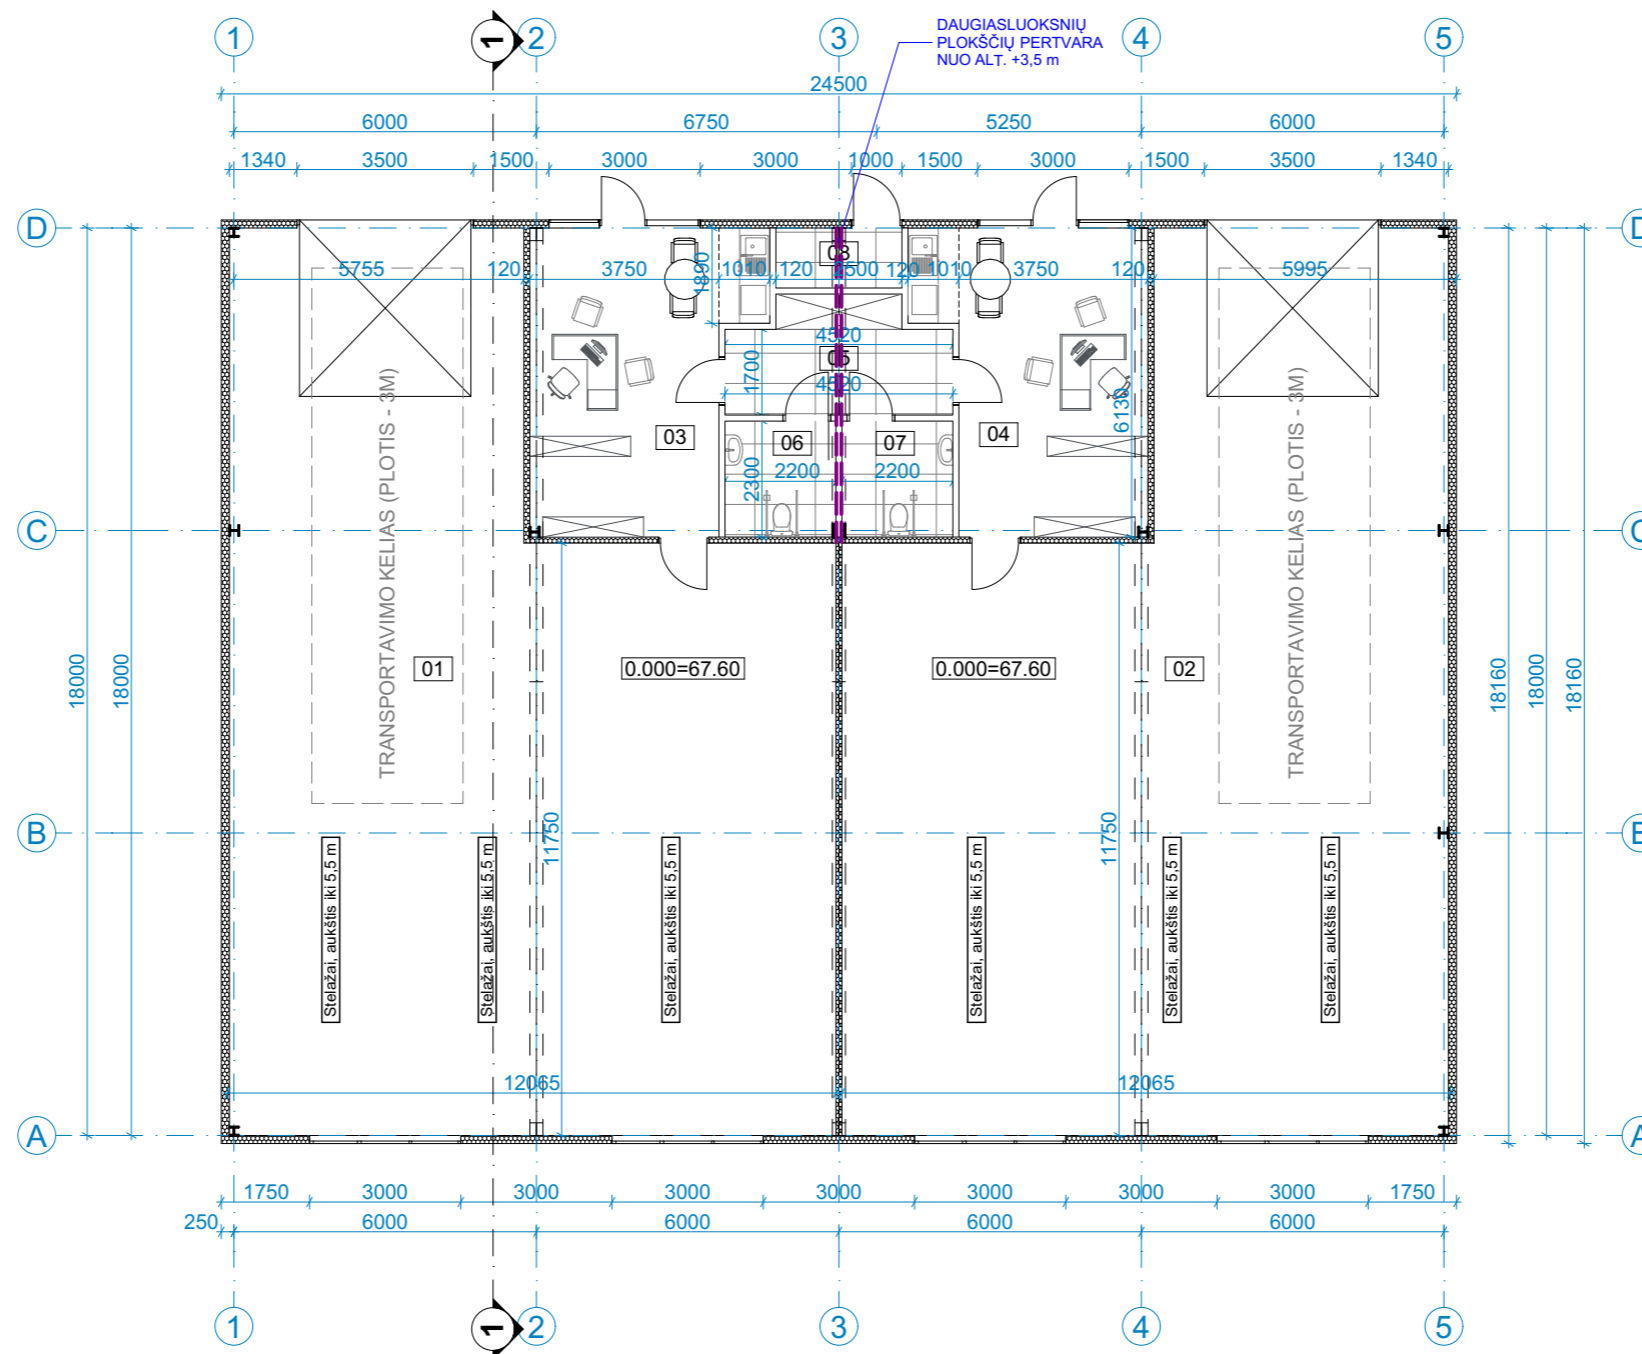 DAUGIASLUOKSNIŲ
PLOKŠČIŲ PERTVARA
NUO ALT. +3,5 m
1 1 2 3 4 5
24500
6000 6750 5250 6000
1340 3500 1500 3000 3000 1000 1500 3000 1500 3500 1340
D D
08
5755 120 3750 1010 120 2500 120 1010 3750 120 5995
1890
4520
05
1700
4520
6130
03 06 07 04
2200 2200
2300
C
TRANSPORTAVIMO KELIAS (PLOTIS - 3M)
TRANSPORTAVIMO KELIAS (PLOTIS - 3M)
01 0.000=67.60 0.000=67.60 02
18000 18000 18160 18000 18160
B
11750 11750
Stelažai, aukštis iki 5,5 m
Stelažai, aukštis iki 5,5 m
Stelažai, aukštis iki 5,5 m
Stelažai, aukštis iki 5,5 m
Stelažai, aukštis iki 5,5 m
Stelažai, aukštis iki 5,5 m
12065 12065
A A
1750 3000 3000 3000 3000 3000 3000 3000 1750
250 6000 6000 6000 6000
1 1 2 3 4 5